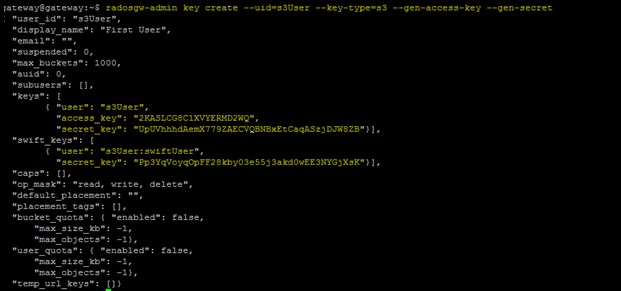 gateway@gateway:~$ radosgw-admin key create --uid=s3User --key-type=s3 --gen-access-key --gen-secret
"user_id": "s3User",
"display_name": "First User",
"email": "",
"suspended": 0,
"max_buckets": 1000,
"auid": 0,
"subusers": [],
"keys": [
{ "user": "s3User",
"access_key": "2KASLCG8C1XVYERMD2WQ",
"secret_key": "UpUVhhhdAemX779ZAECVQBNBxEtCaqASzjDJW8ZB"}],
"swift_keys": [
{ "user": "s3User:swiftUser",
"secret_key": "Pp3YqVoyqOpFF28kby03e55j3akd0wEE3NYGjXsK"}],
"caps": [],
"op_mask": "read, write, delete",
"default_placement": "",
"placement_tags": [],
"bucket_quota": { "enabled": false,
"max_size_kb": -1,
"max_objects": -1},
"user_quota": { "enabled": false,
"max_size_kb": -1,
"max_objects": -1},
"temp_url_keys": []}